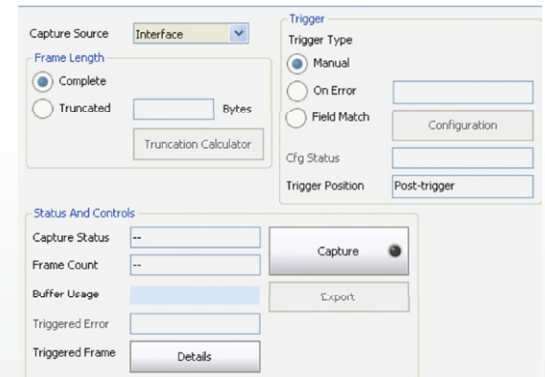 Capture Source Interface
Frame Length
Complete
Truncated Bytes
Truncation Calculator
Trigger
Trigger Type
Manual
On Error
Field Match Configuration
Cfg Status
Trigger Position Post-trigger
Status And Controls
Capture Status --
Capture
Frame Count --
Buffer Usage Export
Triggered Error
Triggered Frame Details